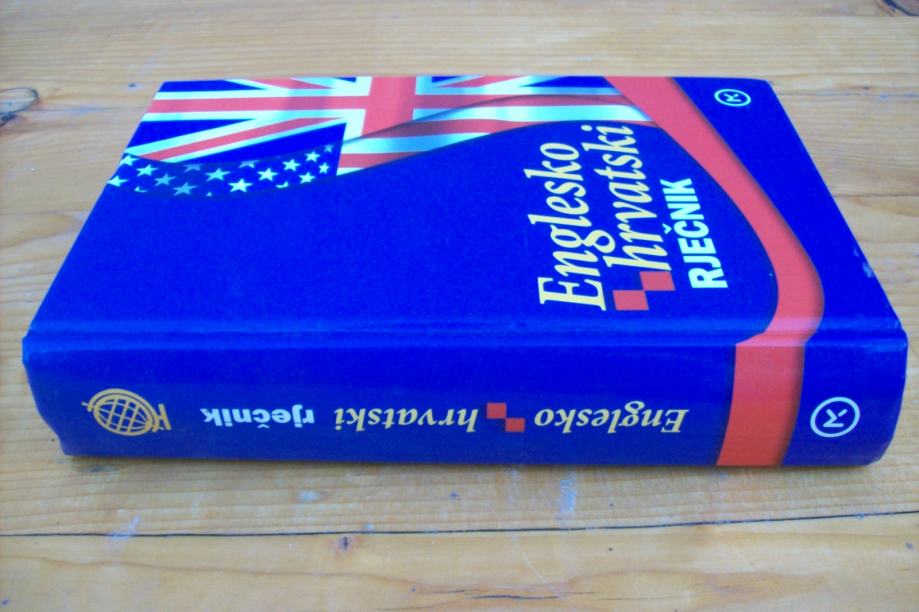 Englesko
hrvatski
RJEČNIK
Englesko hrvatski rječnik